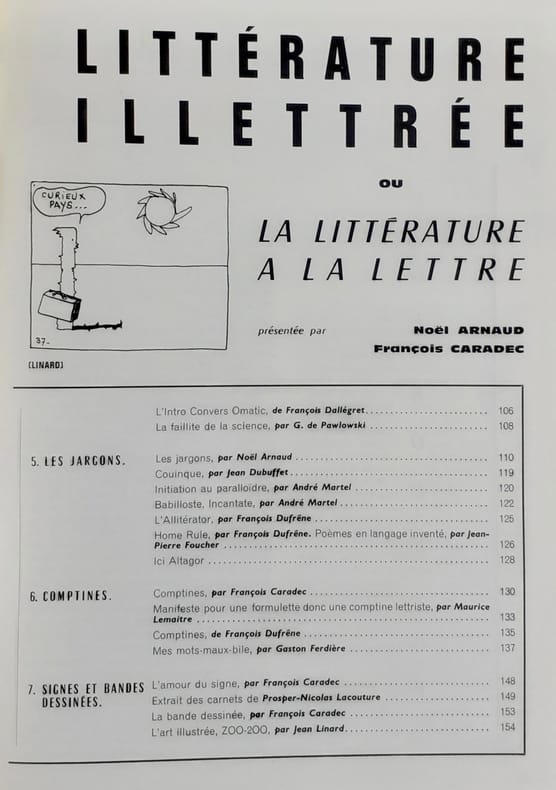 LITTÉRATURE
ILLETTRÉE
OU
LA LITTÉRATURE
A LA LETTRE
CURIEUX
PAYS...
37_
(LINARD)
présentée par Noël ARNAUD
François CARADEC
L'Intro Convers Omatic, de François Dallégret 106
La faillite de la science, par G. de Pawlowski 108
5. LES JARGONS.
Les jargons, par Noël Arnaud 110
Couinque, par Jean Dubuffet 119
Initiation au paralloïdre, par André Martel 120
Babilloste, Incantate, par André Martel 122
L'Allitérator, par François Dufrêne 125
Home Rule, par François Dufrêne. Poèmes en langage inventé, par Jean-
Pierre Foucher 126
Ici Altagor 128
6. COMPTINES.
Comptines, par François Caradec 130
Manifeste pour une formulette donc une comptine lettriste, par Maurice
Lemaitre 133
Comptines, de François Dufrêne 135
Mes mots-maux-bile, par Gaston Ferdière 137
7. SIGNES ET BANDES
DESSINÉES.
L'amour du signe, par François Caradec 148
Extrait des carnets de Prosper-Nicolas Lacouture 149
La bande dessinée, par François Caradec 153
L'art illustrée, ZOO-2OO, par Jean Linard 154